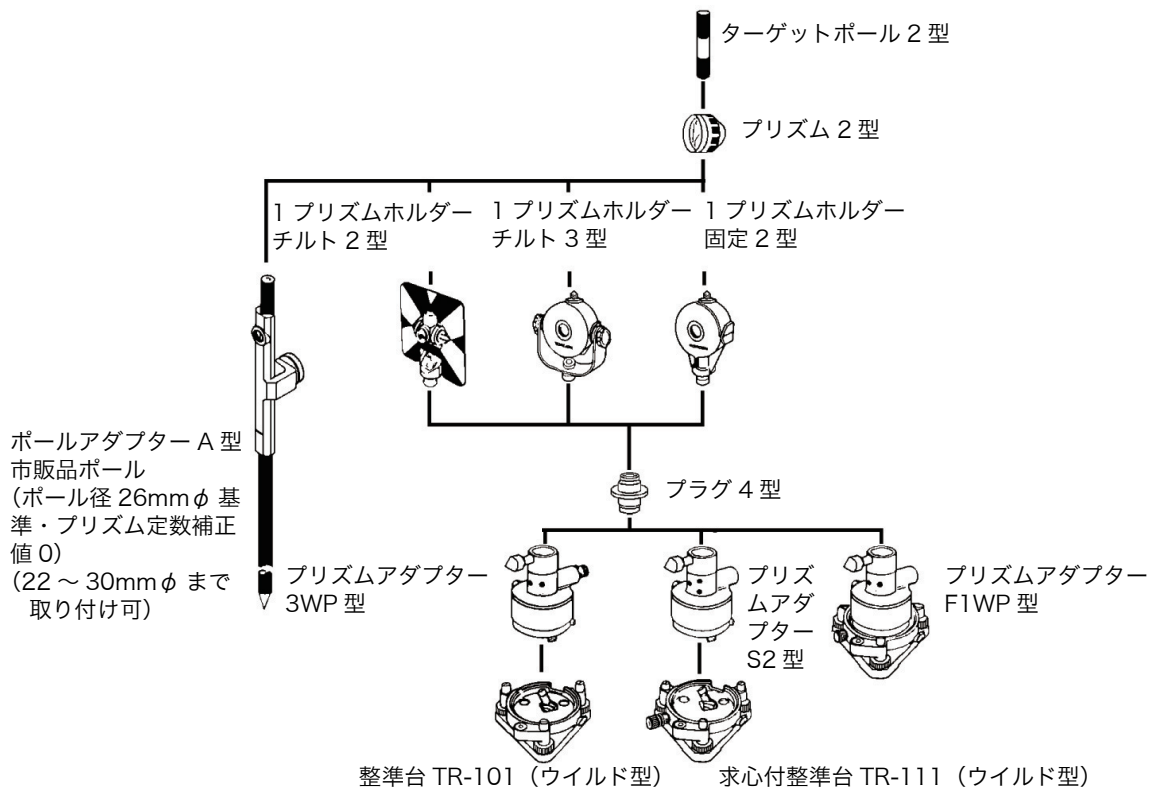 ターゲットポール 2 型
プリズム 2 型
1 プリズムホルダー
チルト 2 型
1 プリズムホルダー
チルト 3 型
1 プリズムホルダー
固定 2 型
ポールアダプター A 型
市販品ポール
(ポール径 26mmφ 基
準・プリズム定数補正
値 0)
(22 ～ 30mmφ まで
取り付け可)
プラグ 4 型
プリズムアダプター
3WP 型
プリズ
ムアダ
プター
S2 型
プリズムアダプター
F1WP 型
整準台 TR-101（ウイルド型）
求心付整準台 TR-111（ウイルド型）